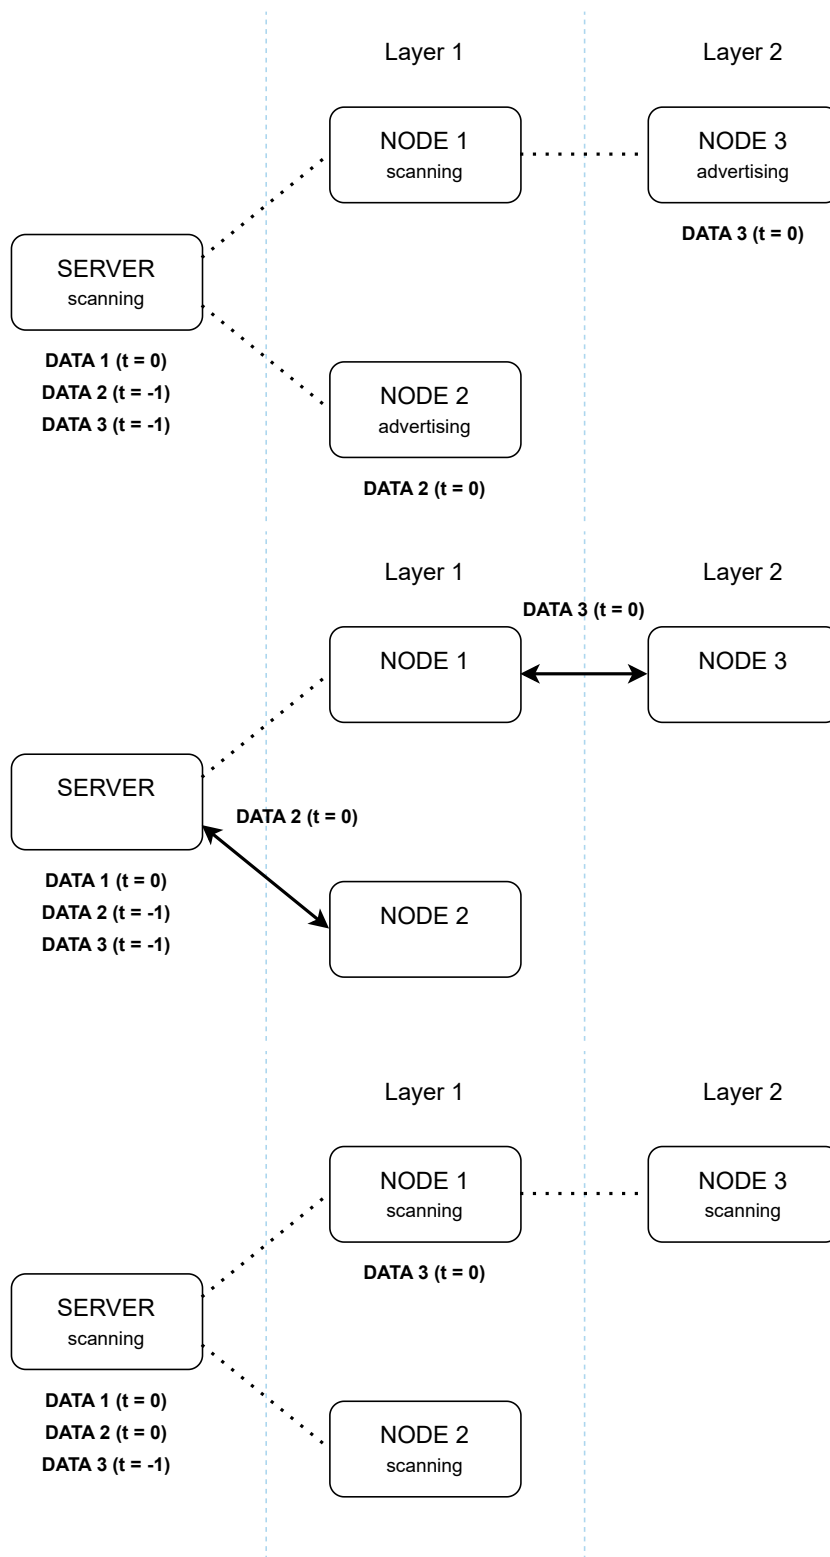 Layer 1
Layer 2
NODE 1
scanning
NODE 3
advertising
DATA 3 (t = 0)
SERVER
scanning
DATA 1 (t = 0)
DATA 2 (t = -1)
DATA 3 (t = -1)
NODE 2
advertising
DATA 2 (t = 0)
Layer 1
Layer 2
DATA 3 (t = 0)
NODE 1
NODE 3
SERVER
DATA 2 (t = 0)
DATA 1 (t = 0)
DATA 2 (t = -1)
DATA 3 (t = -1)
NODE 2
Layer 1
Layer 2
NODE 1
scanning
NODE 3
scanning
DATA 3 (t = 0)
SERVER
scanning
DATA 1 (t = 0)
DATA 2 (t = 0)
DATA 3 (t = -1)
NODE 2
scanning